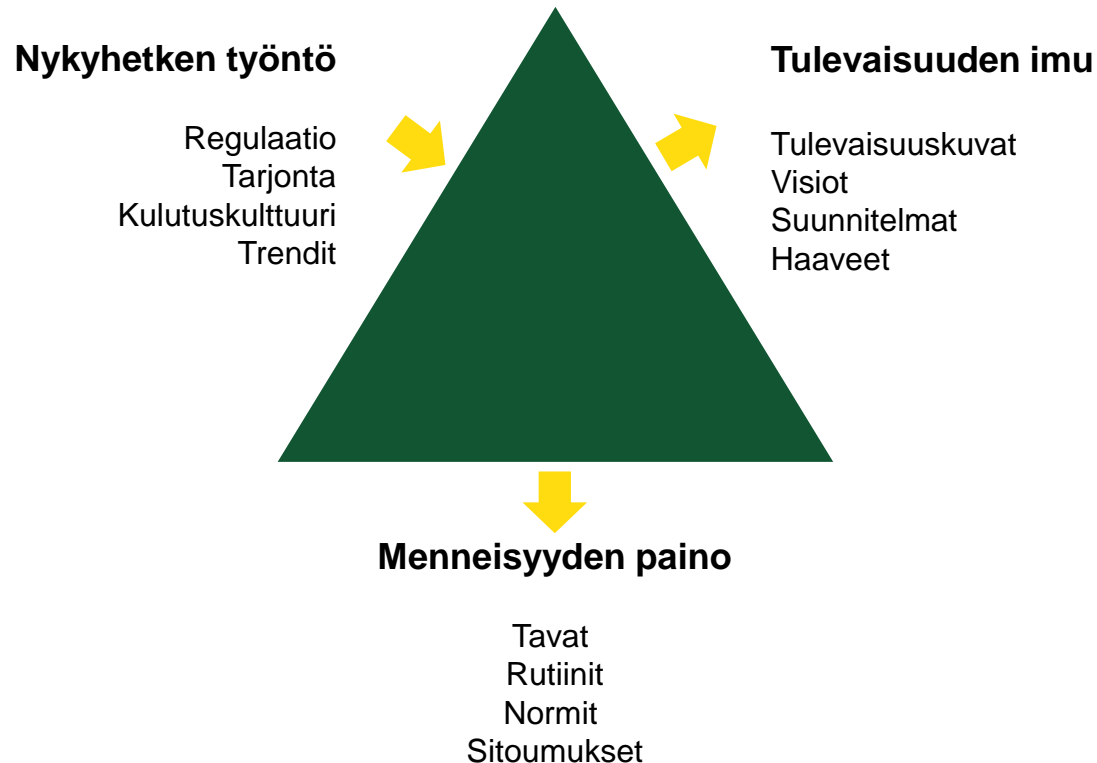 Nykyhetken työntö
Regulaatio
Tarjonta
Kulutuskulttuuri
Trendit
Tulevaisuuden imu
Tulevaisuuskuvat
Visiot
Suunnitelmat
Haaveet
Menneisyyden paino
Tavat
Rutiinit
Normit
Sitoumukset